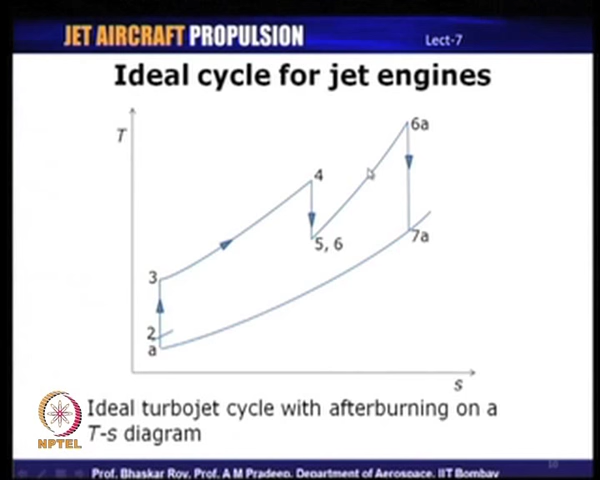 JET AIRCRAFT PROPULSION
Lect-7
Ideal cycle for jet engines
T
6a
4
5, 6
7a
3
2
a
s
Ideal turbojet cycle with afterburning on a
T-s diagram
NPTEL
Prof. Bhaskar Roy, Prof. A M Pradeep, Department of Aerospace, IIT Bombay